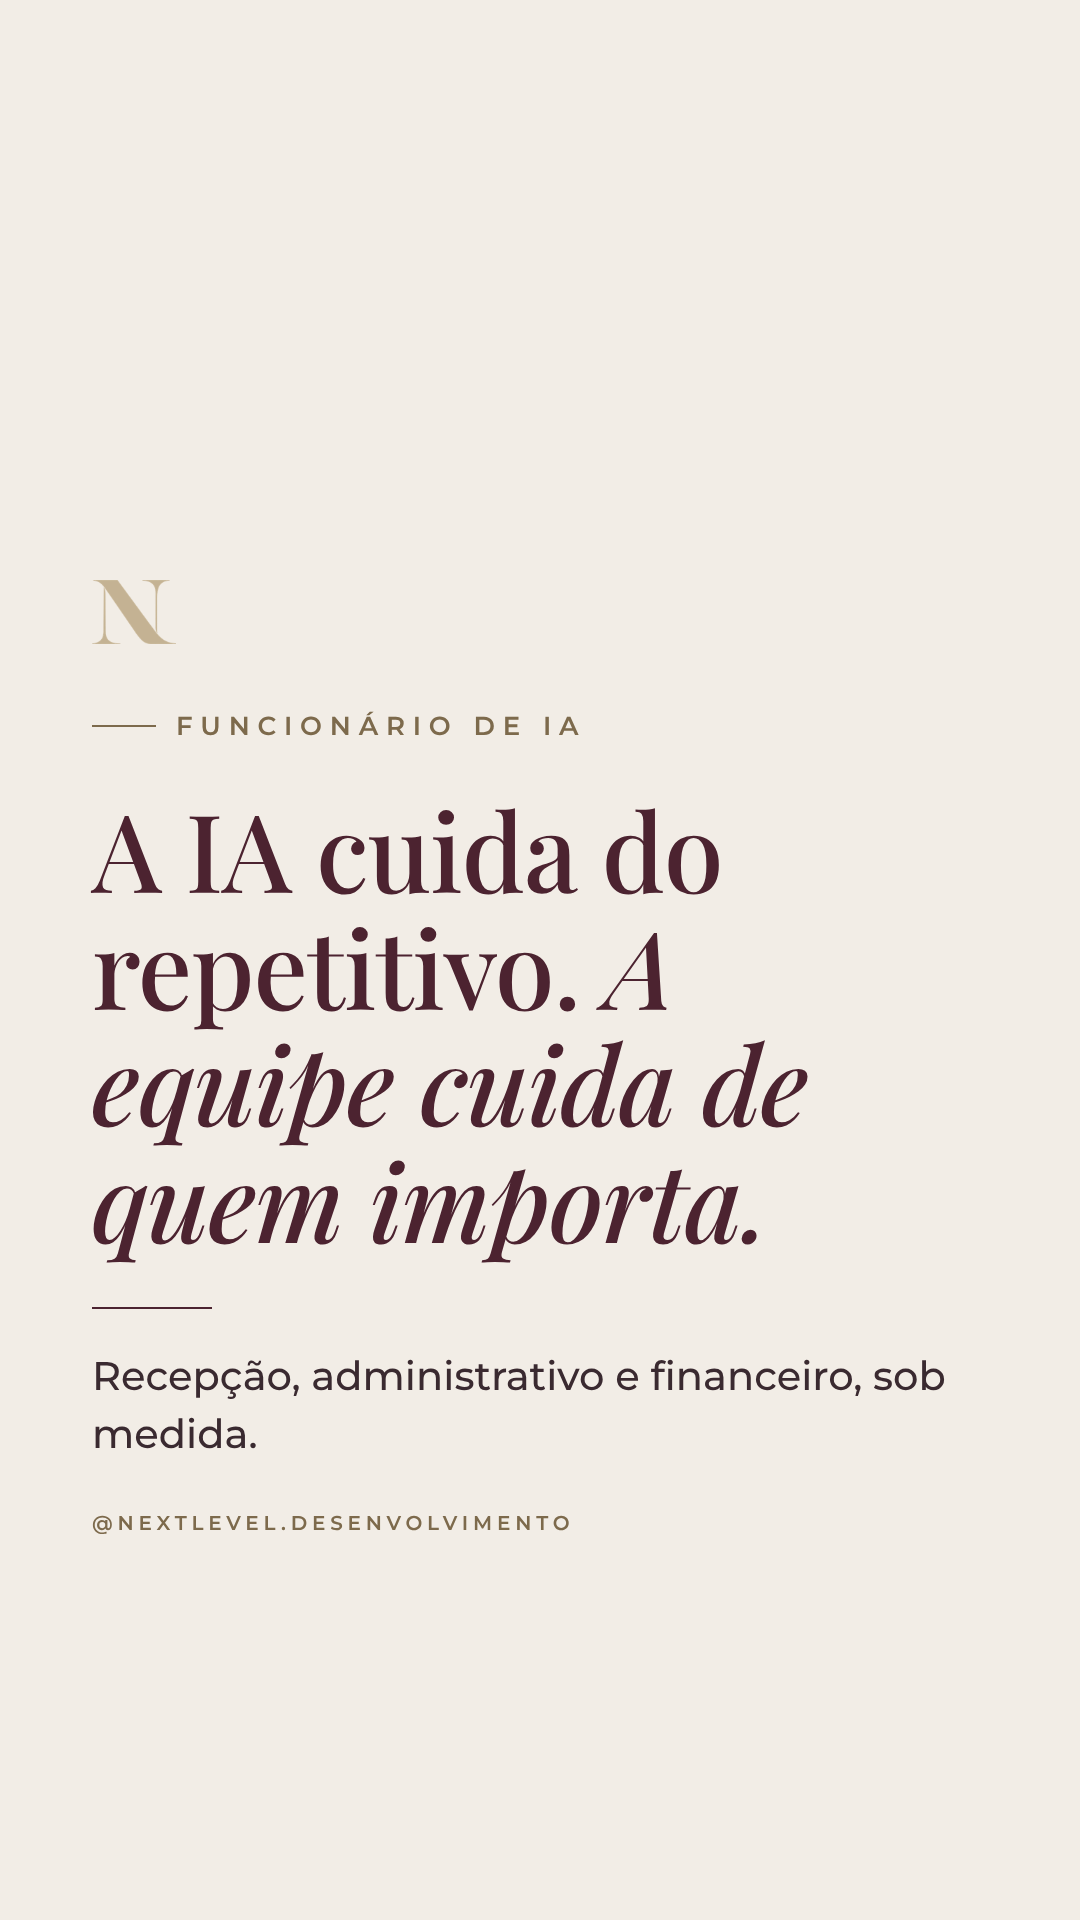 N
FUNCIONÁRIO DE IA
A IA cuida do
repetitivo. A
equipe cuida de
quem importa.
Recepção, administrativo e financeiro, sob
medida.
@NEXTLEVEL.DESENVOLVIMENTO